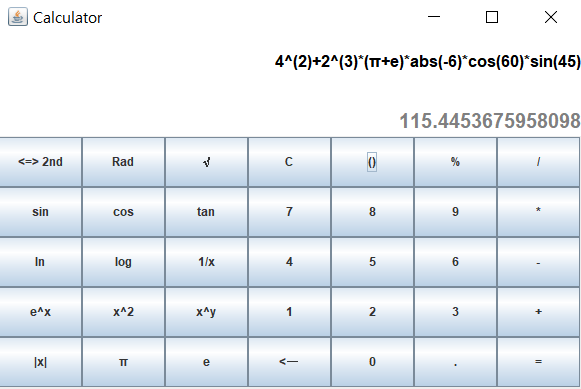 Calculator
4^(2)+2^(3)*(π+e)*abs(-6)*cos(60)*sin(45)
115.4453675958098
<=> 2nd Rad √ C () % /
sin cos tan 7 8 9 *
ln log 1/x 4 5 6 -
e^x x^2 x^y 1 2 3 +
|x| π e <— 0 . =